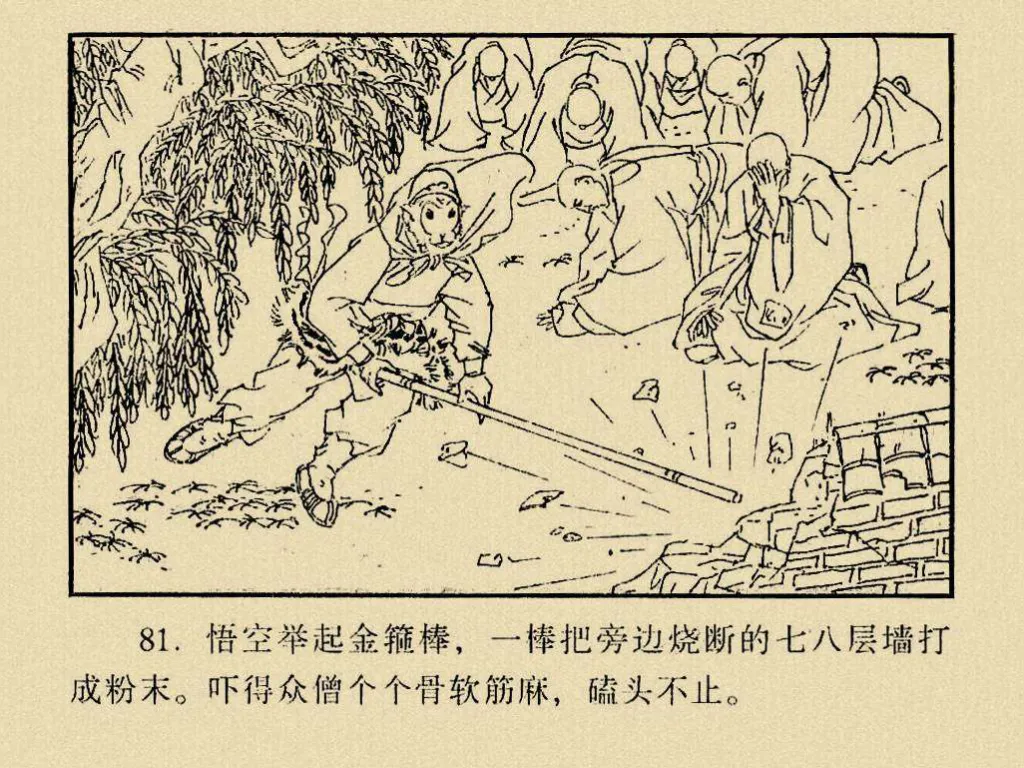 81. 悟空举起金箍棒，一棒把旁边烧断的七八层墙打
成粉末。吓得众僧个个骨软筋麻，磕头不止。